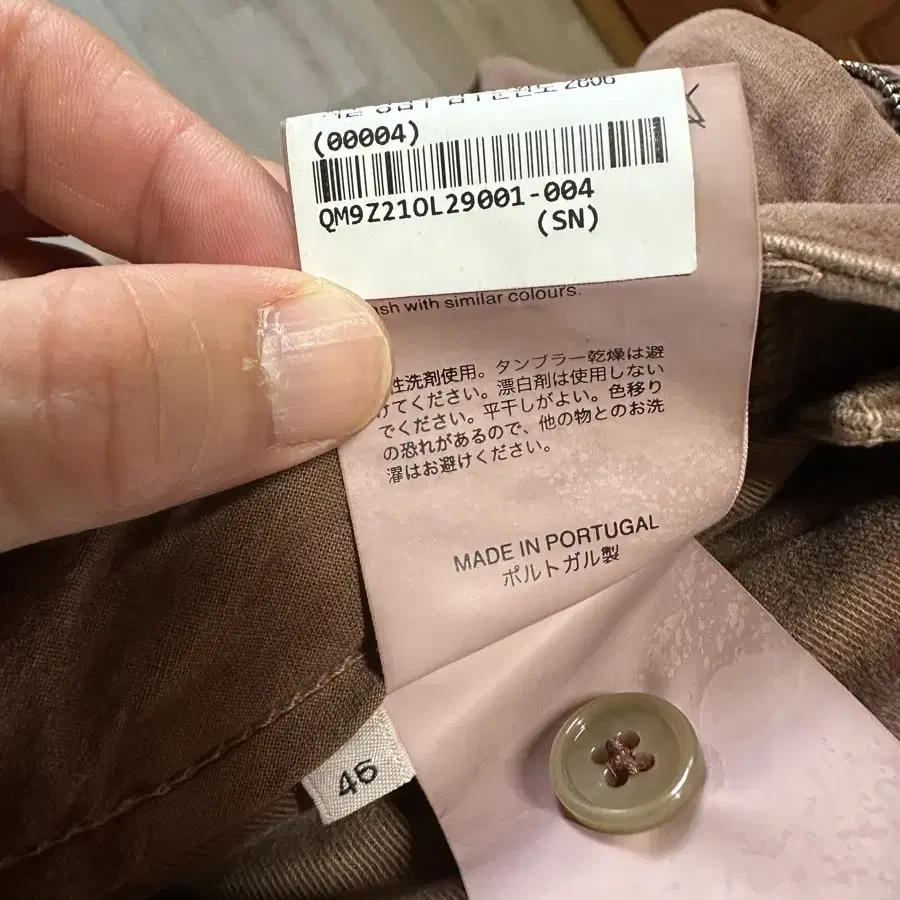 2806
(00004)
QM9Z21OL29001-004
(SN)
with similar colours.
性洗剤使用。タンブラー乾燥は避
けてください。漂白剤は使用しない
でください。平干しがよい。色移り
の恐れがあるので、他の物とのお洗
濯はお避けください。
MADE IN PORTUGAL
ポルトガル製
46